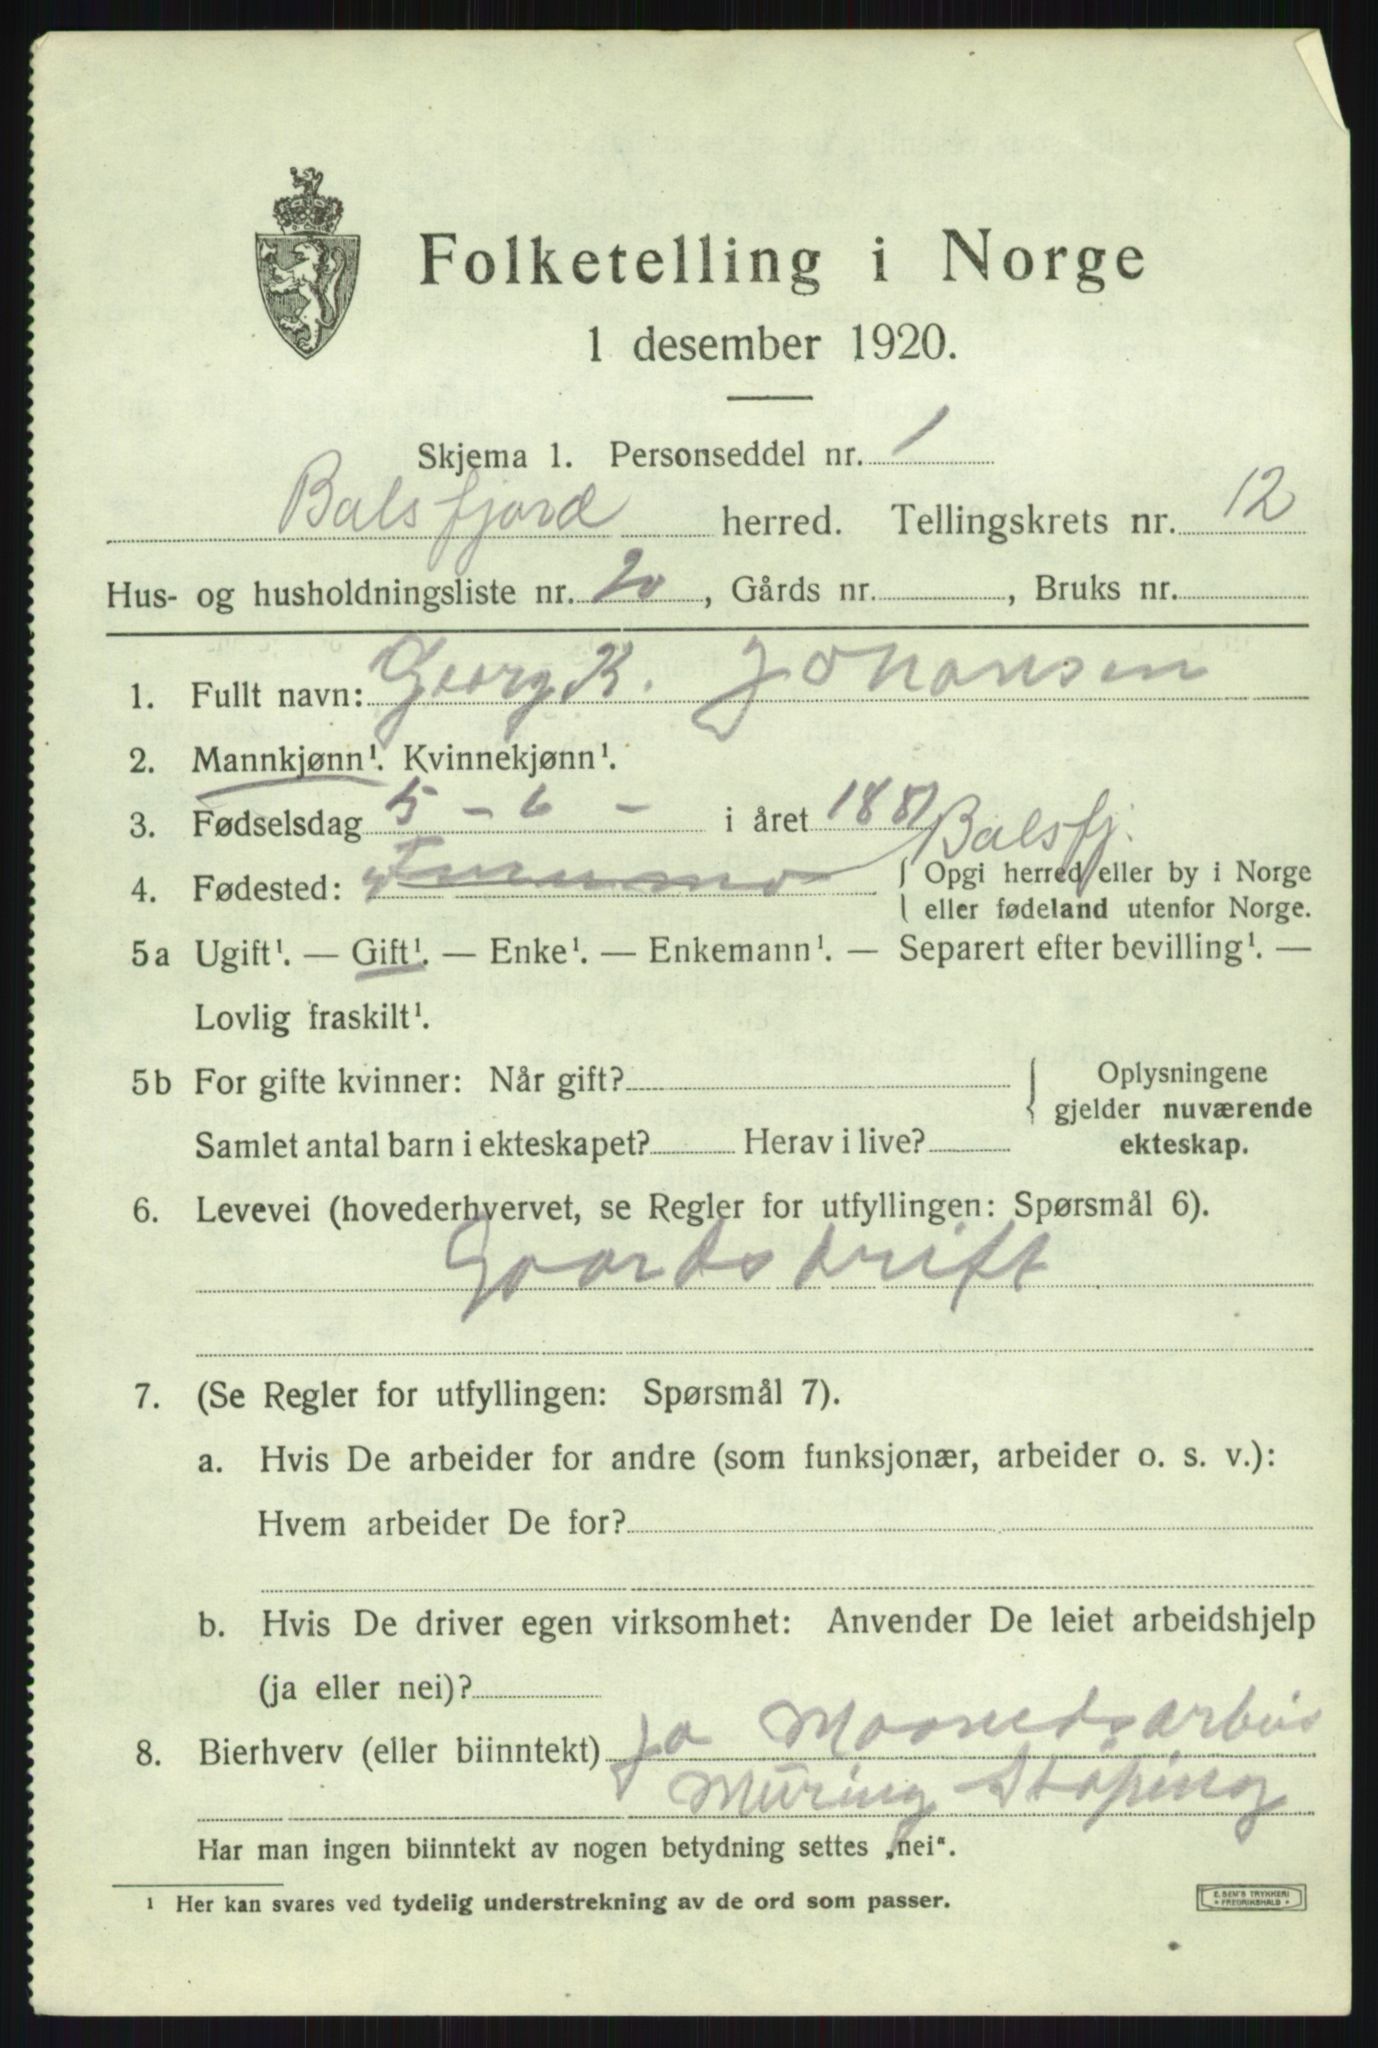 Folketelling i Norge
1 desember 1920.
Skjema 1. Personseddel nr. 1
Balsfjord herred. Tellingskrets nr. 12
Hus- og husholdningsliste nr. 20, Gårds nr. , Bruks nr.
1. Fullt navn: Georg K. Johansen
2. Mannkjønn¹. Kvinnekjønn¹.
3. Fødselsdag 5 - 6 - i året 1881
Balsfj.
4. Fødested: { Opgi herred eller by i Norge
eller fødeland utenfor Norge.
5a Ugift¹. — Gift¹. — Enke¹. — Enkemann¹. — Separert efter bevilling¹. —
Lovlig fraskilt¹.
5b For gifte kvinner: Når gift? { Oplysningene
gjelder nuværende
Samlet antal barn i ekteskapet? Herav i live? ekteskap.
6. Levevei (hovederhvervet, se Regler for utfyllingen: Spørsmål 6).
Gaardsdrift
7. (Se Regler for utfyllingen: Spørsmål 7).
a. Hvis De arbeider for andre (som funksjonær, arbeider o. s. v.):
Hvem arbeider De for?
b. Hvis De driver egen virksomhet: Anvender De leiet arbeidshjelp
(ja eller nei)?
8. Bierhverv (eller biinntekt) Ja
Muring Støping
Har man ingen biinntekt av nogen betydning settes „nei“.
¹ Her kan svares ved tydelig understrekning av de ord som passer.
E. SEM'S TRYKKERI
FREDRIKSHALD